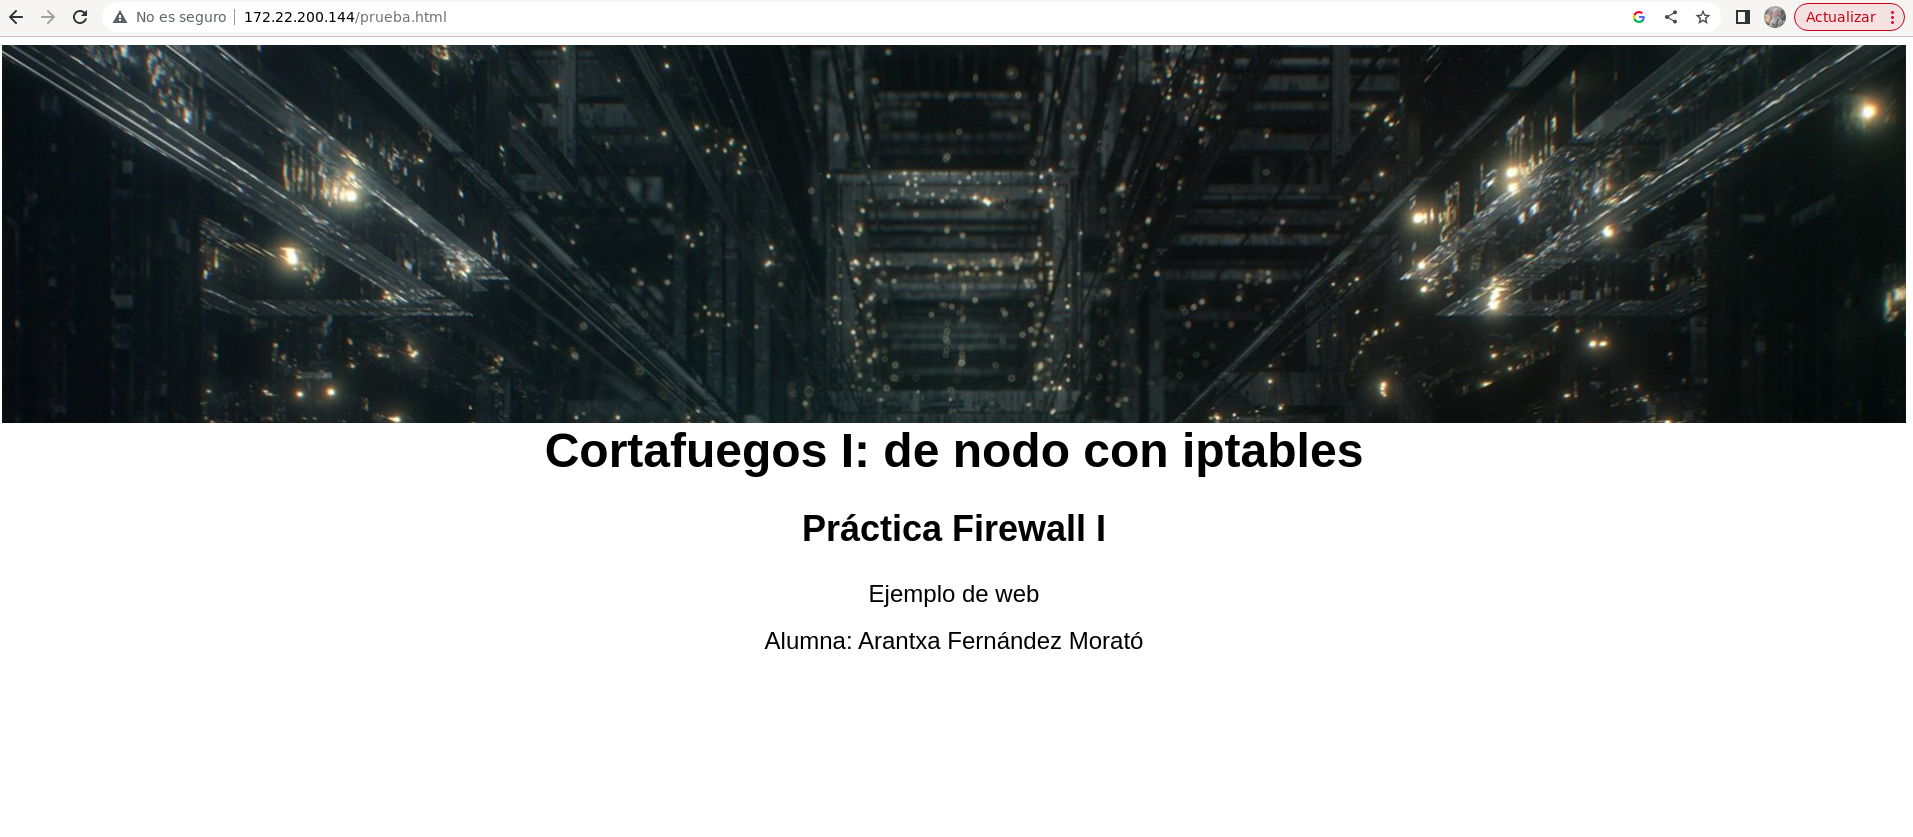 No es seguro 172.22.200.144/prueba.html Actualizar
Cortafuegos I: de nodo con iptables
Práctica Firewall I
Ejemplo de web
Alumna: Arantxa Fernández Morató